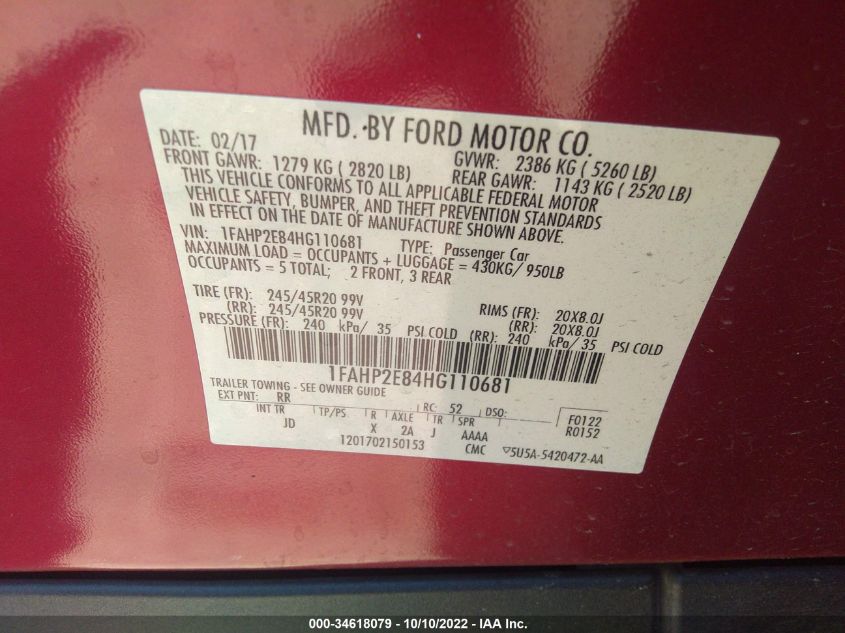 MFD. BY FORD MOTOR CO.
DATE: 02/17 GVWR: 2386 KG ( 5260 LB)
FRONT GAWR: 1279 KG ( 2820 LB) REAR GAWR: 1143 KG ( 2520 LB)
THIS VEHICLE CONFORMS TO ALL APPLICABLE FEDERAL MOTOR
VEHICLE SAFETY, BUMPER, AND THEFT PREVENTION STANDARDS
IN EFFECT ON THE DATE OF MANUFACTURE SHOWN ABOVE.
VIN: 1FAHP2E84HG110681 TYPE: Passenger Car
MAXIMUM LOAD = OCCUPANTS + LUGGAGE = 430KG/ 950LB
OCCUPANTS = 5 TOTAL; 2 FRONT, 3 REAR
TIRE (FR): 245/45R20 99V RIMS (FR): 20X8.0J
(RR): 245/45R20 99V (RR): 20X8.0J
PRESSURE (FR): 240 kPa/ 35 PSI COLD (RR): 240 kPa/ 35 PSI COLD
1FAHP2E84HG110681
TRAILER TOWING - SEE OWNER GUIDE
EXT PNT: RR RC: 52 DSO: F0122
INT TR TP/PS R AXLE TR SPR R0152
JD X 2A J AAAA
1201702150153 CMC 5U5A-5420472-AA
000-34618079 - 10/10/2022 - IAA Inc.